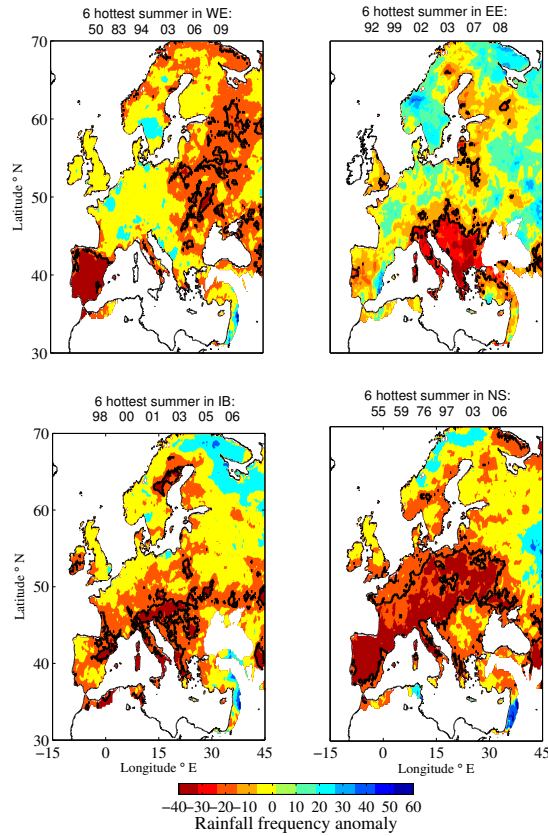 6 hottest summer in WE:
50 83 94 03 06 09
6 hottest summer in EE:
92 99 02 03 07 08
70
60
50
40
30
Latitude ° N
6 hottest summer in IB:
98 00 01 03 05 06
6 hottest summer in NS:
55 59 76 97 03 06
70
60
50
40
30
Latitude ° N
−15 0 15 30 45
−15 0 15 30 45
Longitude ° E
Longitude ° E
−40−30−20−10 0 10 20 30 40 50 60
Rainfall frequency anomaly